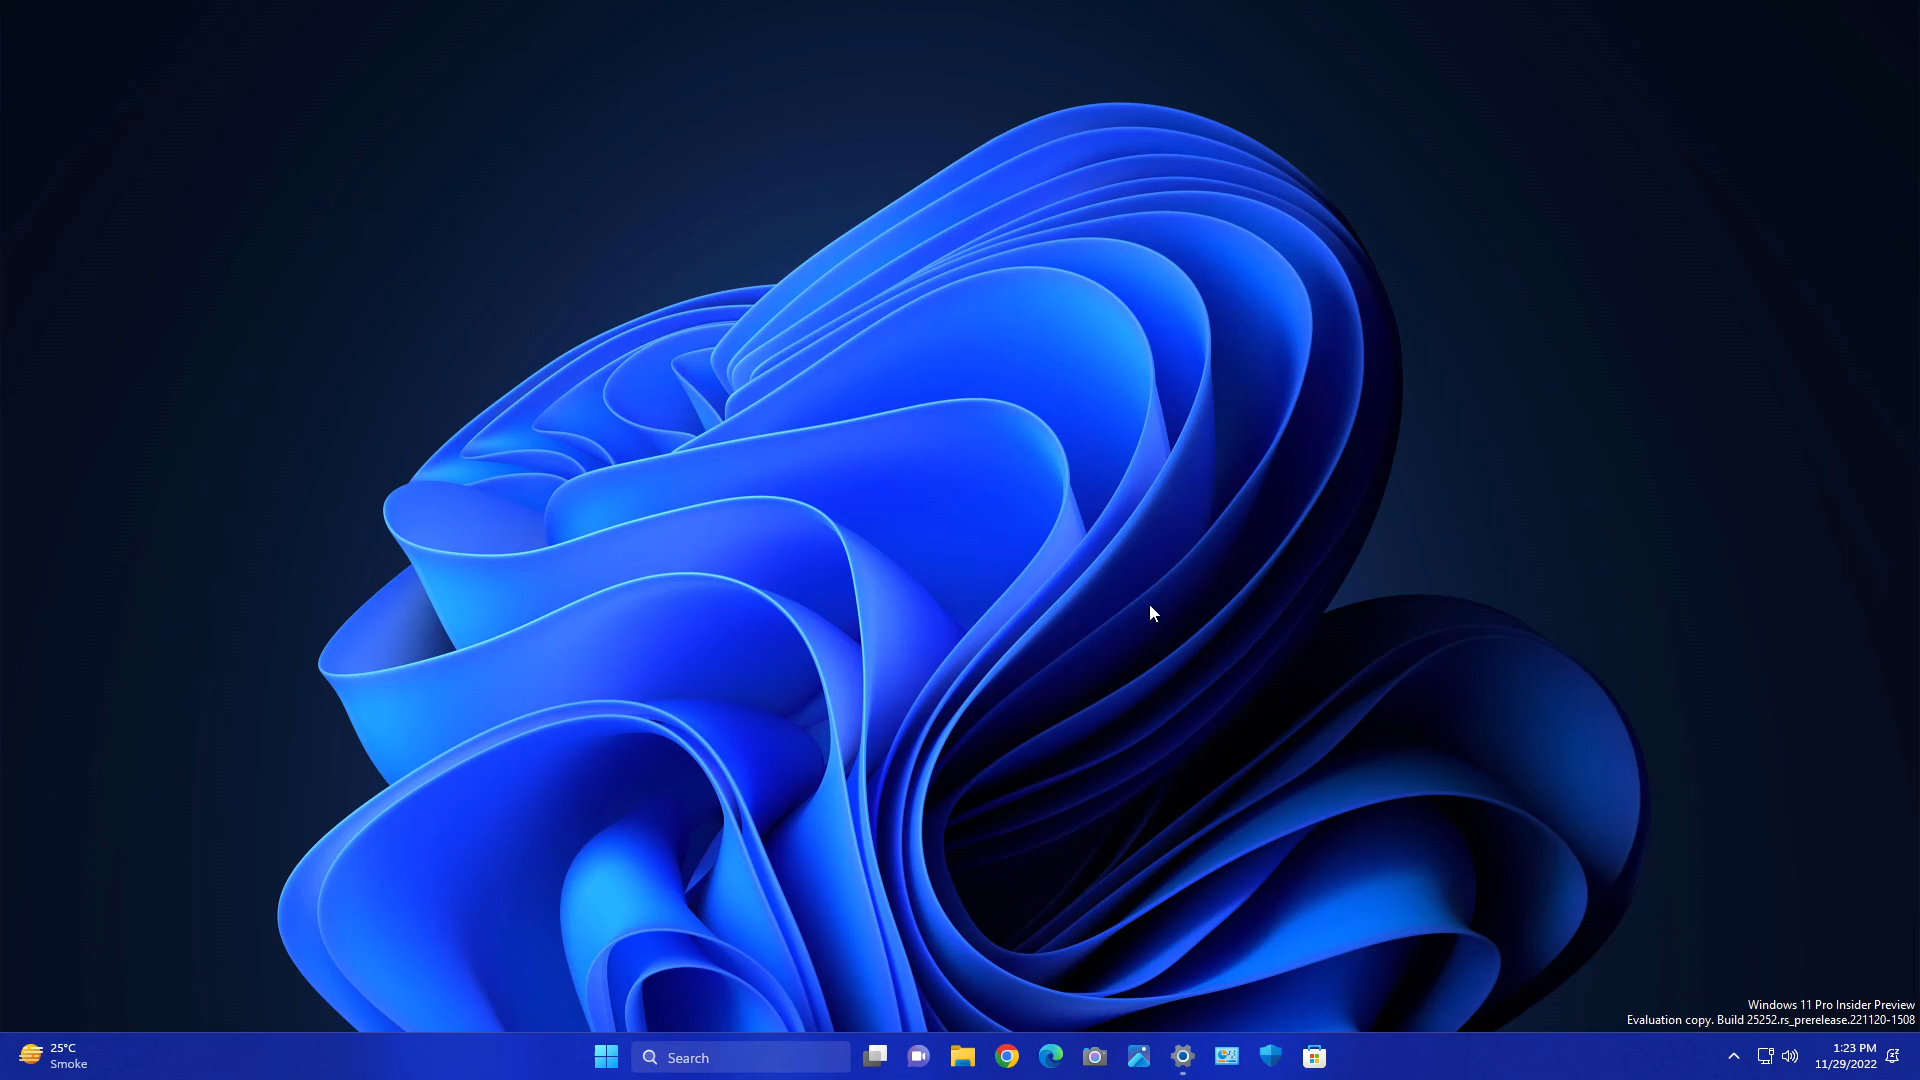 Windows 11 Pro Insider Preview
Evaluation copy. Build 25252.rs_prerelease.221120-1508
25°C
Smoke
Search
1:23 PM
11/29/2022